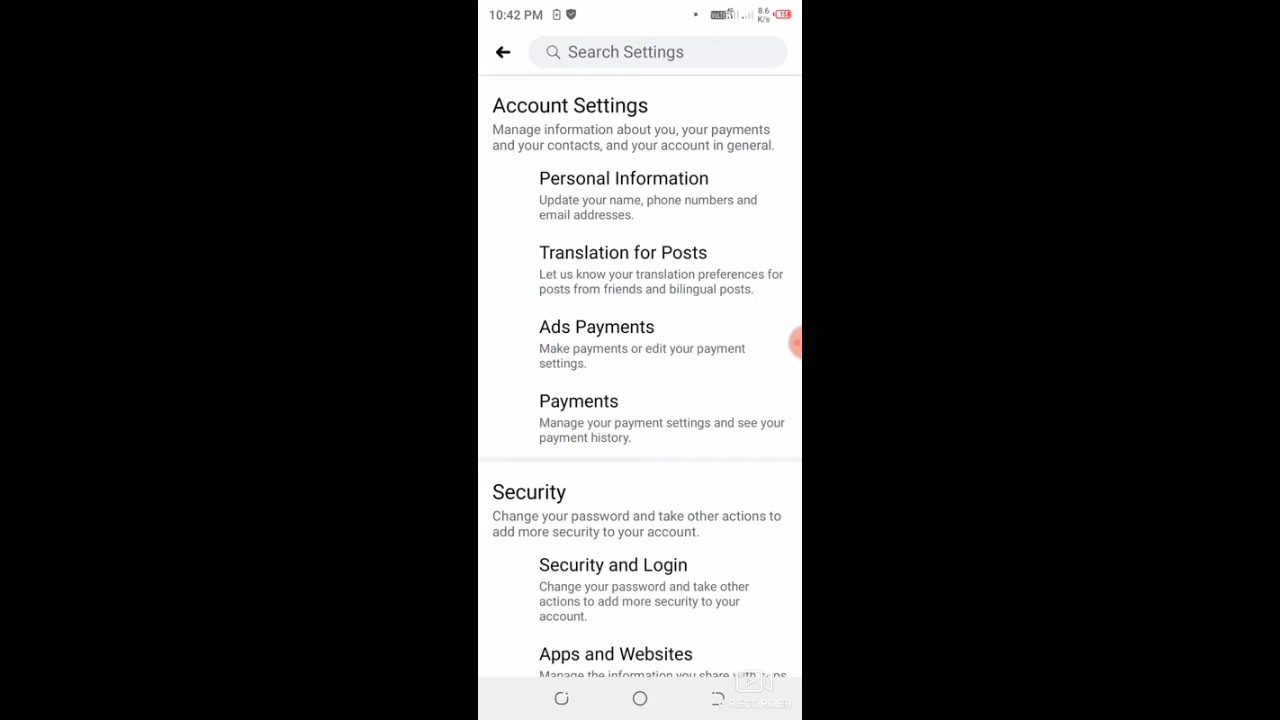 10:42 PM
8.6
K/s
Search Settings
Account Settings
Manage information about you, your payments
and your contacts, and your account in general.
Personal Information
Update your name, phone numbers and
email addresses.
Translation for Posts
Let us know your translation preferences for
posts from friends and bilingual posts.
Ads Payments
Make payments or edit your payment
settings.
Payments
Manage your payment settings and see your
payment history.
Security
Change your password and take other actions to
add more security to your account.
Security and Login
Change your password and take other
actions to add more security to your
account.
Apps and Websites
Manage the information you share with apps
RECORDER